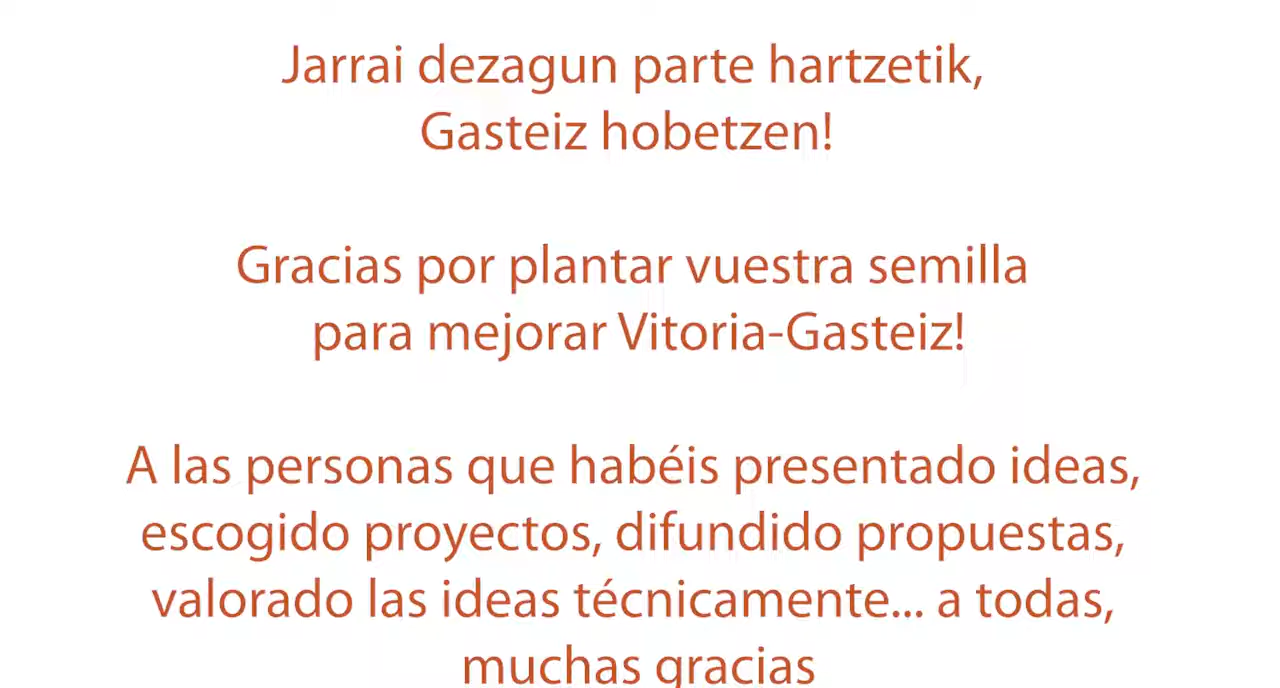 Jarrai dezagun parte hartzetik,
Gasteiz hobetzen!
Gracias por plantar vuestra semilla
para mejorar Vitoria-Gasteiz!
A las personas que habéis presentado ideas,
escogido proyectos, difundido propuestas,
valorado las ideas técnicamente... a todas,
muchas gracias